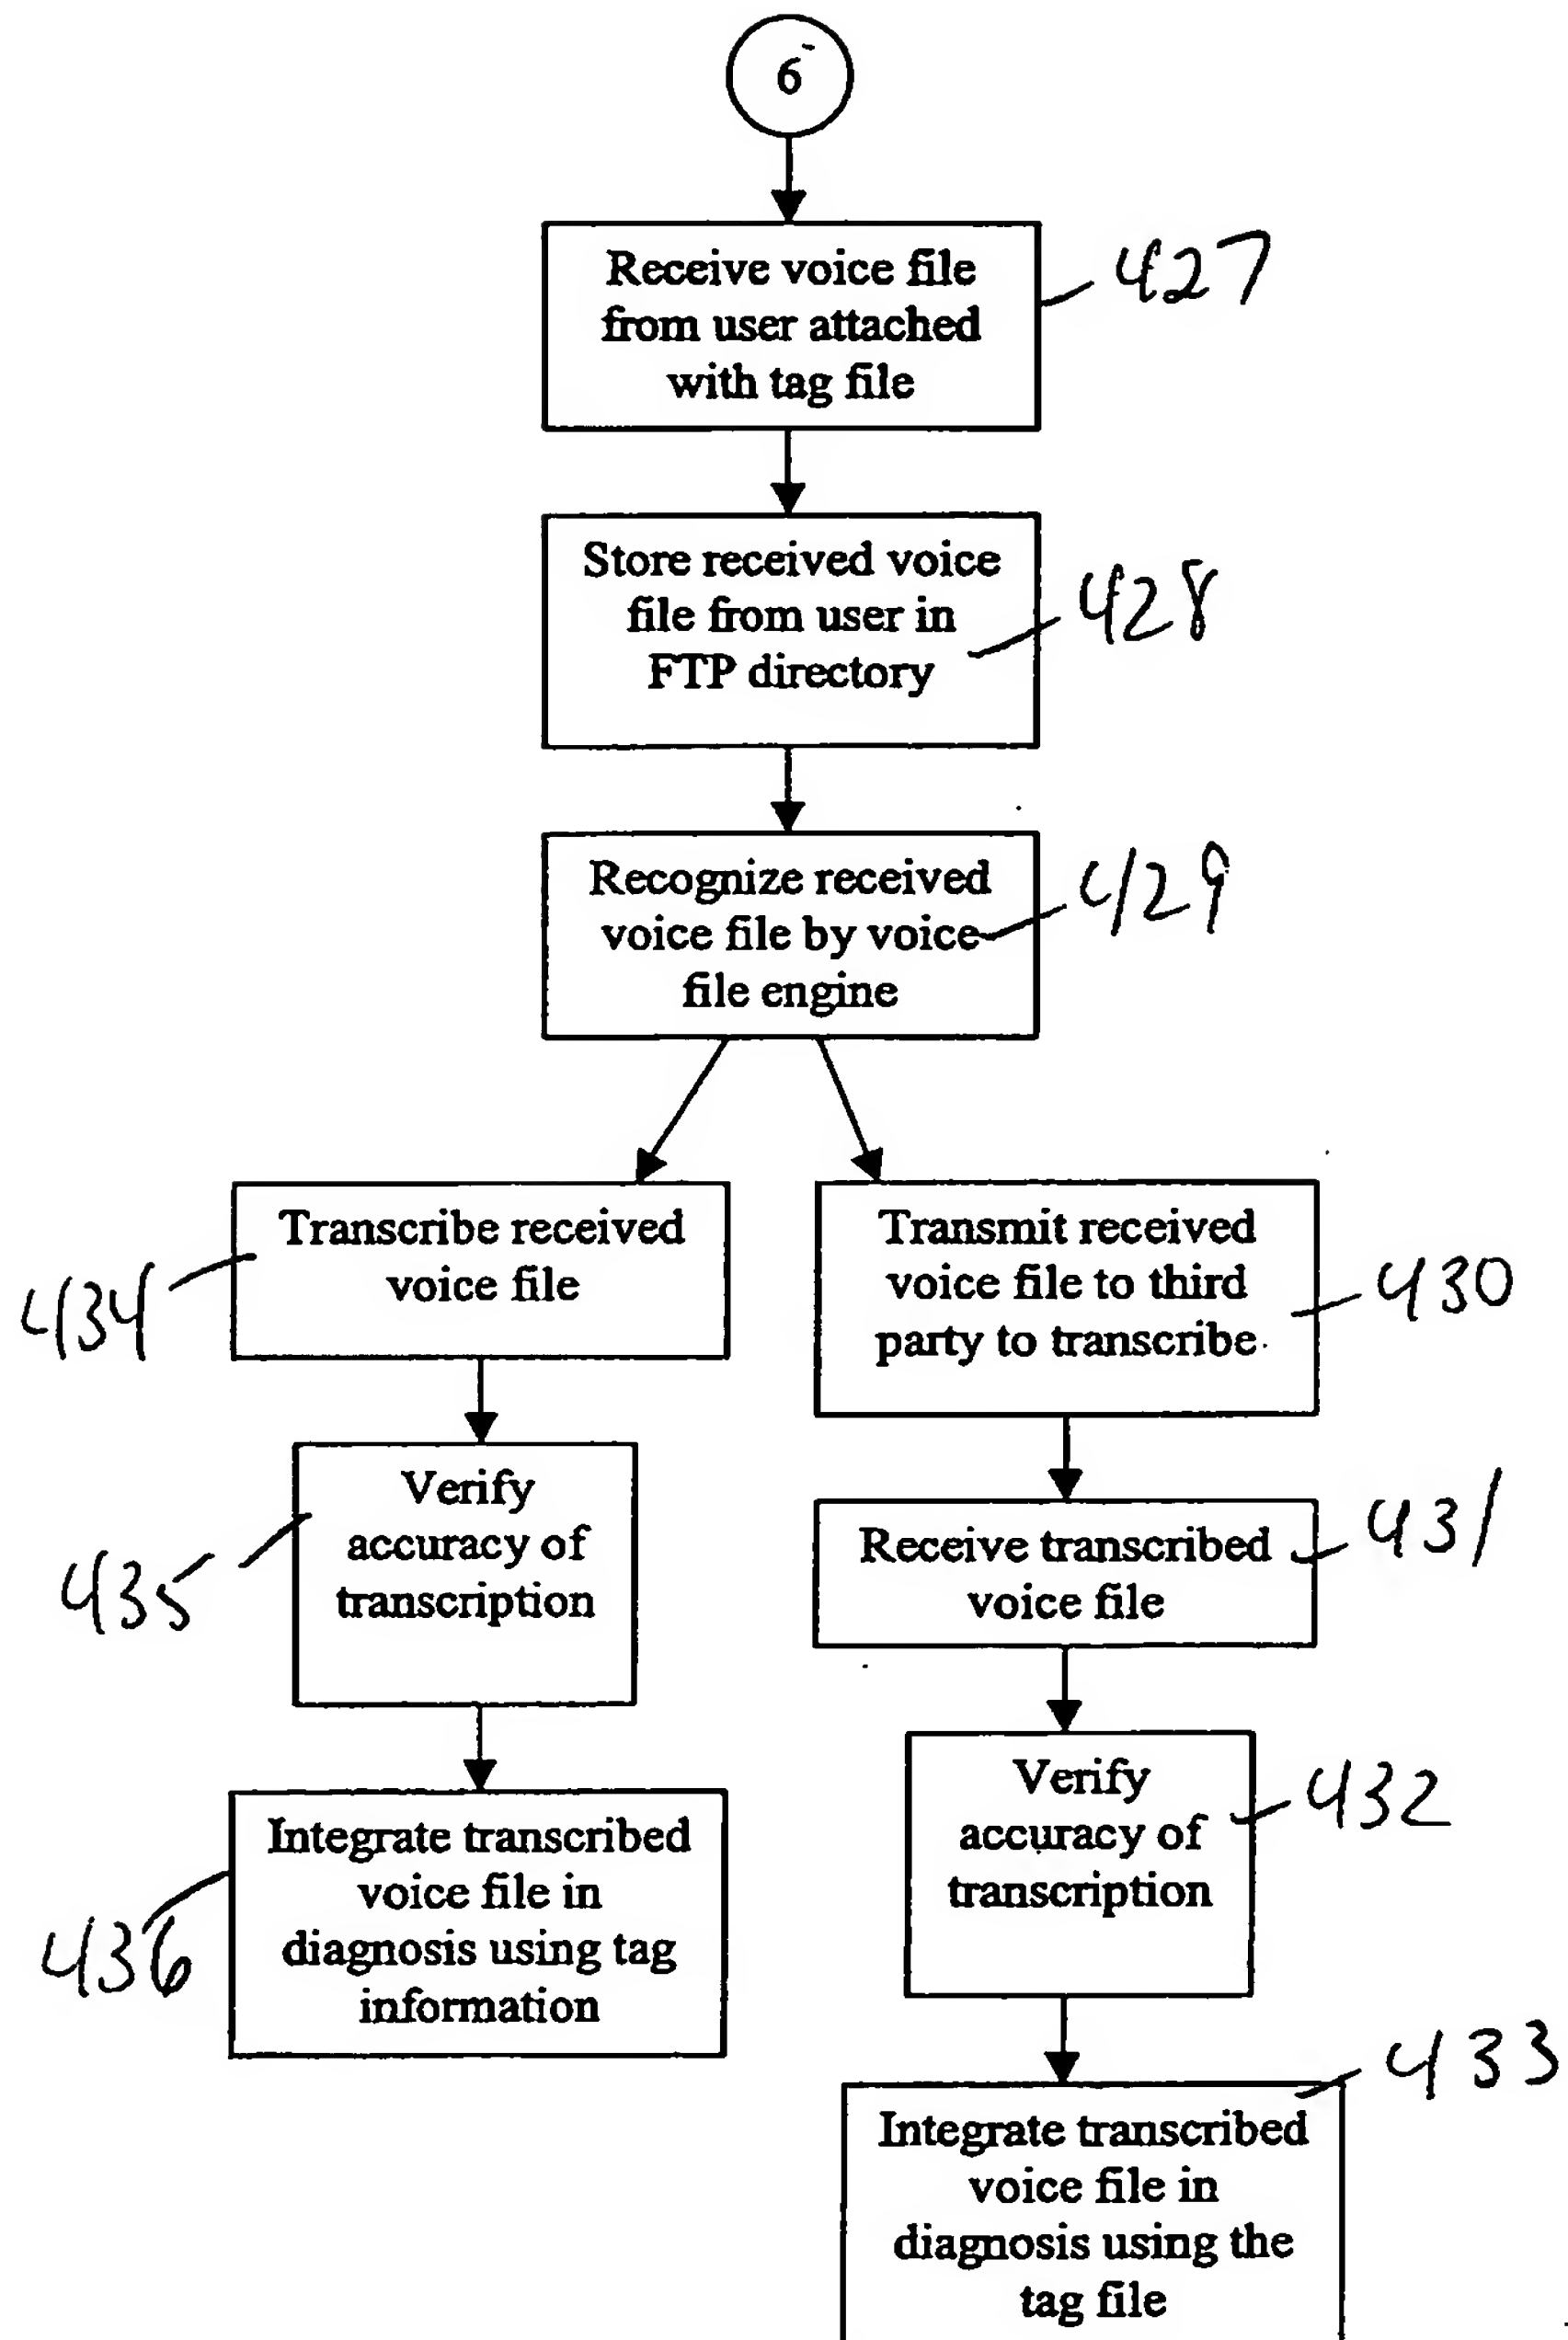 6
Receive voice file
from user attached
with tag file
427
Store received voice
file from user in
FTP directory
428
Recognize received
voice file by voice
file engine
429
Transcribe received
voice file
434
Transmit received
voice file to third
party to transcribe
430
Verify
accuracy of
transcription
435
Receive transcribed
voice file
431
Integrate transcribed
voice file in
diagnosis using tag
information
436
Verify
accuracy of
transcription
432
Integrate transcribed
voice file in
diagnosis using the
tag file
433